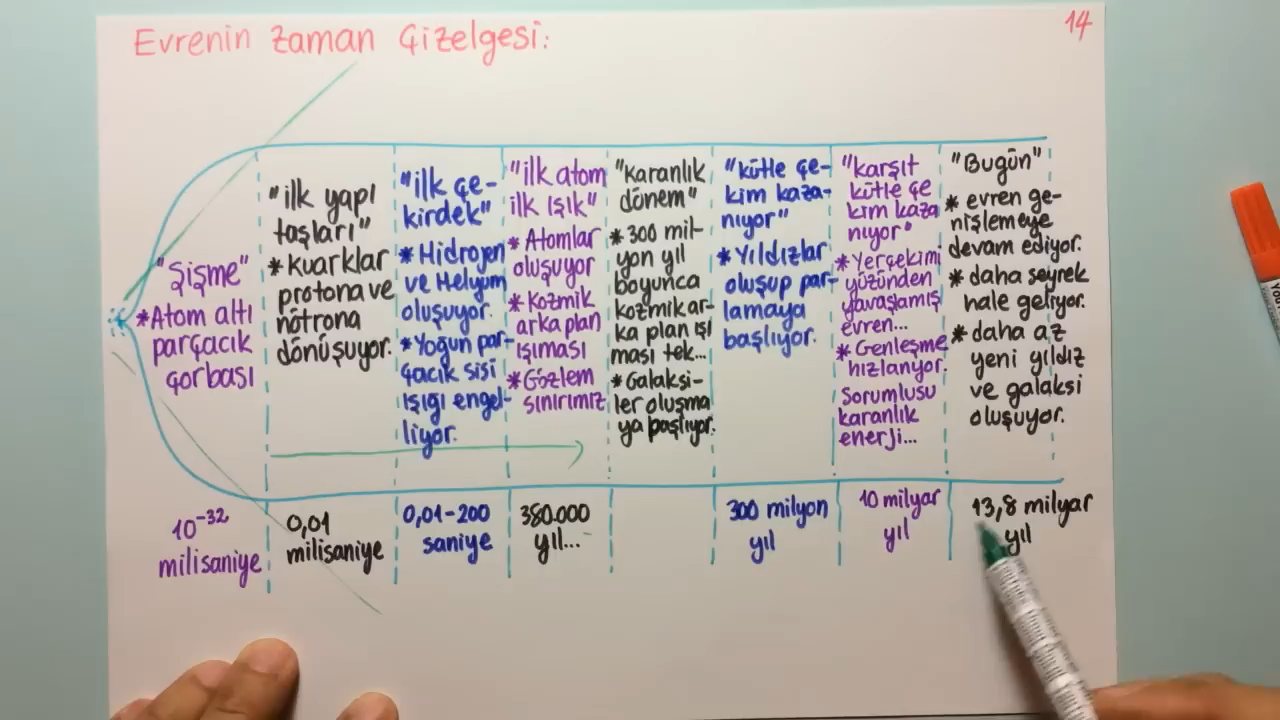 Evrenin Zaman Çizelgesi:
14
"Şişme"
*Atom altı
parçacık
çorbası
10⁻³²
milisaniye
"ilk yapı
taşları"
*kuarklar
protona ve
nötrona
dönüşüyor.
0,01
milisaniye
"ilk çe-
kirdek"
*Hidrojen
ve Helyum
oluşuyor.
*Yoğun par-
çacık sisi
ışığı engel-
liyor.
0,01-200
saniye
"ilk atom
ilk ışık"
*Atomlar
oluşuyor
*Kozmik
arka plan
ışıması
*Gözlem
sınırımız
380.000
yıl...
"Karanlık
dönem"
*300 mil-
yon yıl
boyunca
kozmik ar-
ka plan ışı
ması tek...
*Galaksi-
ler oluşma
ya başlıyor.
"kütle çe-
kim kaza-
nıyor"
*Yıldızlar
oluşup par-
lamaya
başlıyor.
300 milyon
yıl
"karşıt
kütle çe
kim kaza
nıyor"
*Yerçekimi
yüzünden
yavaşlamış
evren...
*Genleşme
hızlanıyor.
Sorumlusu
karanlık
enerji...
10 milyar
yıl
"Bugün"
*evren ge-
nişlemeye
devam ediyor.
*daha seyrek
hale geliyor.
*daha az
yeni yıldız
ve galaksi
oluşuyor.
13,8 milyar
yıl